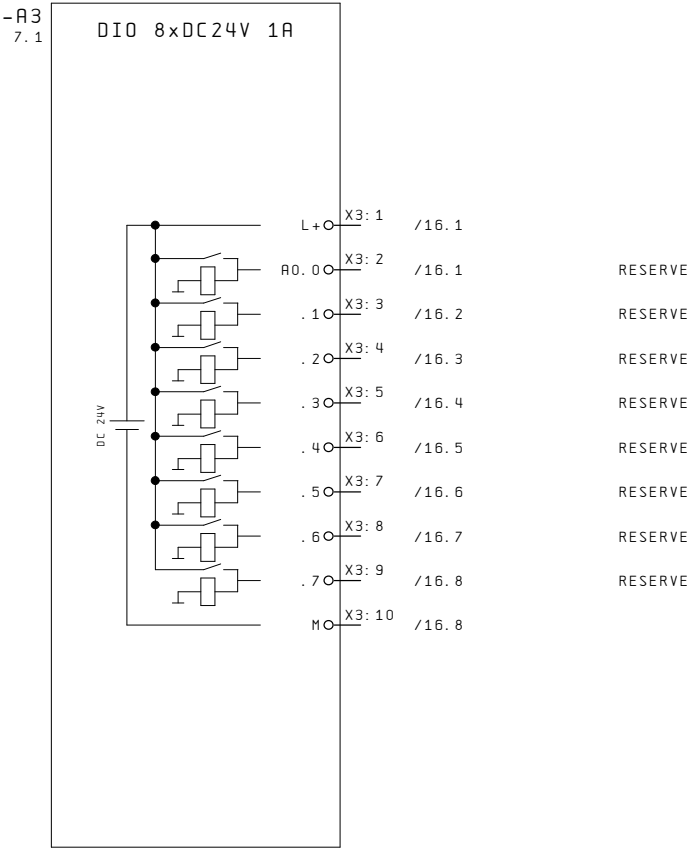 -A3
7.1
DIO 8xDC24V 1A
L+ X3:1 /16.1
A0.0 X3:2 /16.1 RESERVE
.1 X3:3 /16.2 RESERVE
.2 X3:4 /16.3 RESERVE
.3 X3:5 /16.4 RESERVE
DC 24V
.4 X3:6 /16.5 RESERVE
.5 X3:7 /16.6 RESERVE
.6 X3:8 /16.7 RESERVE
.7 X3:9 /16.8 RESERVE
M X3:10 /16.8